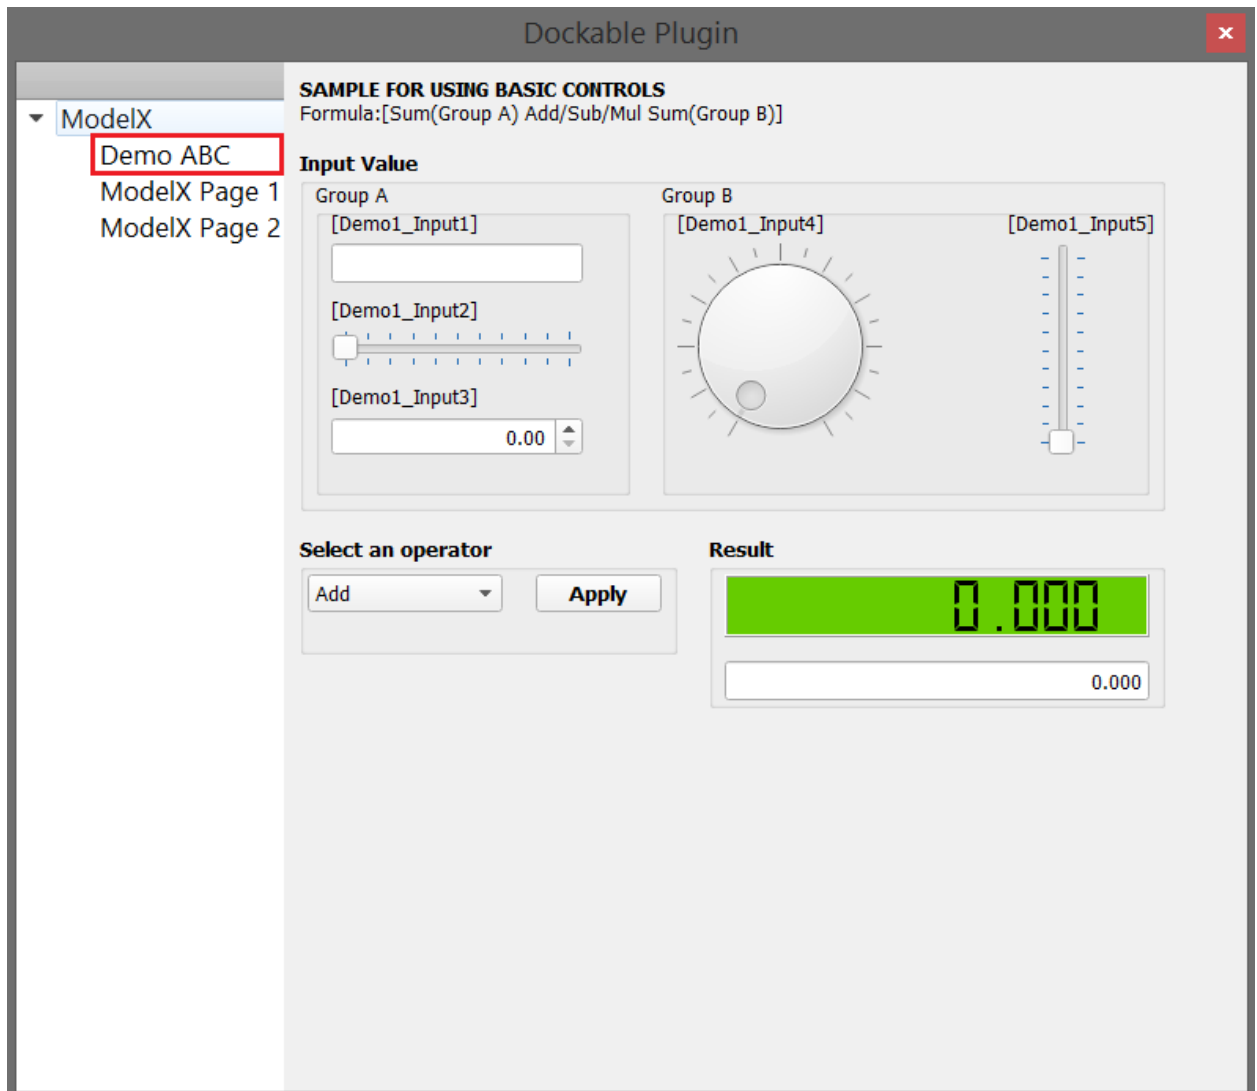 Dockable Plugin
ModelX
Demo ABC
ModelX Page 1
ModelX Page 2
SAMPLE FOR USING BASIC CONTROLS
Formula:[Sum(Group A) Add/Sub/Mul Sum(Group B)]
Input Value
Group A
[Demo1_Input1]
[Demo1_Input2]
[Demo1_Input3]
0.00
Group B
[Demo1_Input4]
[Demo1_Input5]
Select an operator
Add
Apply
Result
0.000
0.000